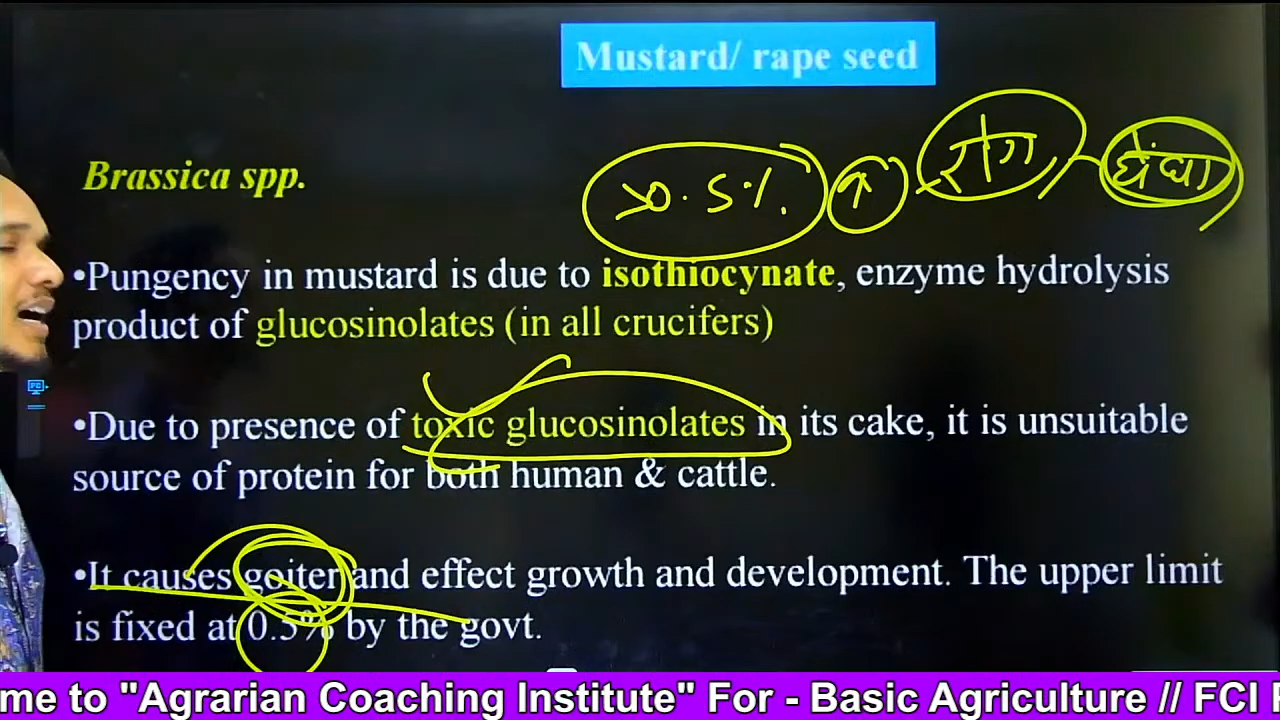 Mustard/ rape seed
Brassica spp.
>0.5%. ↑ रोग घेंघा
•Pungency in mustard is due to isothiocynate, enzyme hydrolysis
product of glucosinolates (in all crucifers)
•Due to presence of toxic glucosinolates in its cake, it is unsuitable
source of protein for both human & cattle.
•It causes goiter and effect growth and development. The upper limit
is fixed at 0.5% by the govt.
me to "Agrarian Coaching Institute" For - Basic Agriculture // FCI